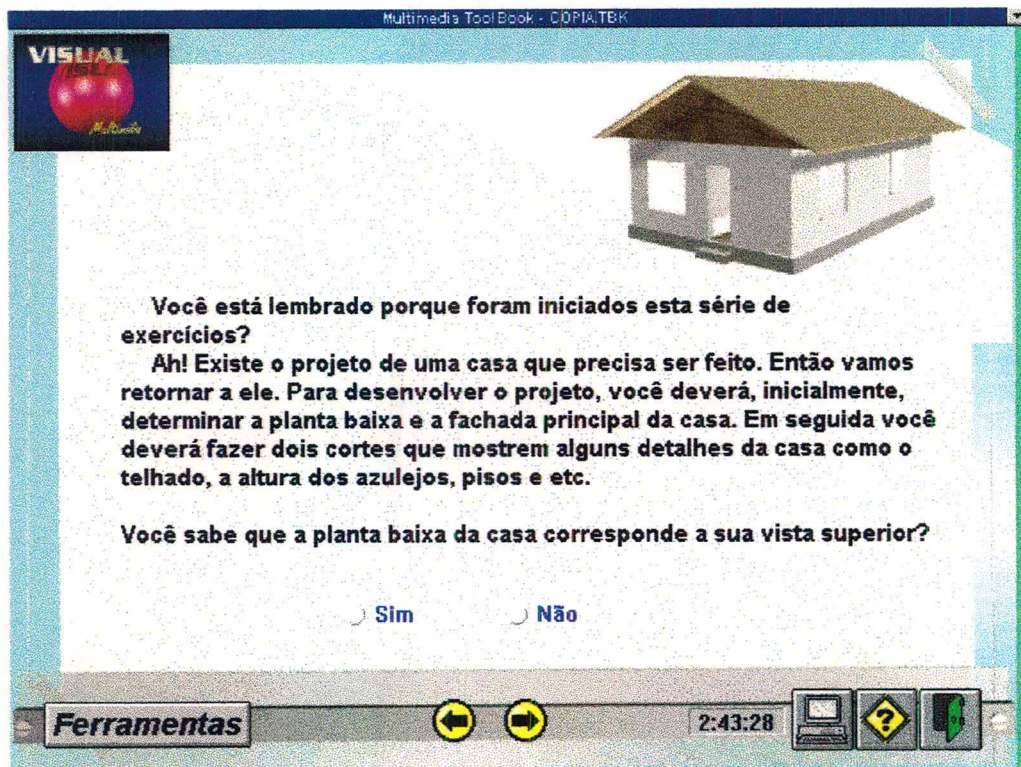 Multimedia ToolBook - COPIA.TBK
VISUAL
Multimedia
Você está lembrado porque foram iniciados esta série de
exercícios?
Ah! Existe o projeto de uma casa que precisa ser feito. Então vamos
retornar a ele. Para desenvolver o projeto, você deverá, inicialmente,
determinar a planta baixa e a fachada principal da casa. Em seguida você
deverá fazer dois cortes que mostrem alguns detalhes da casa como o
telhado, a altura dos azulejos, pisos e etc.
Você sabe que a planta baixa da casa corresponde a sua vista superior?
Sim Não
Ferramentas 2:43:28 ?